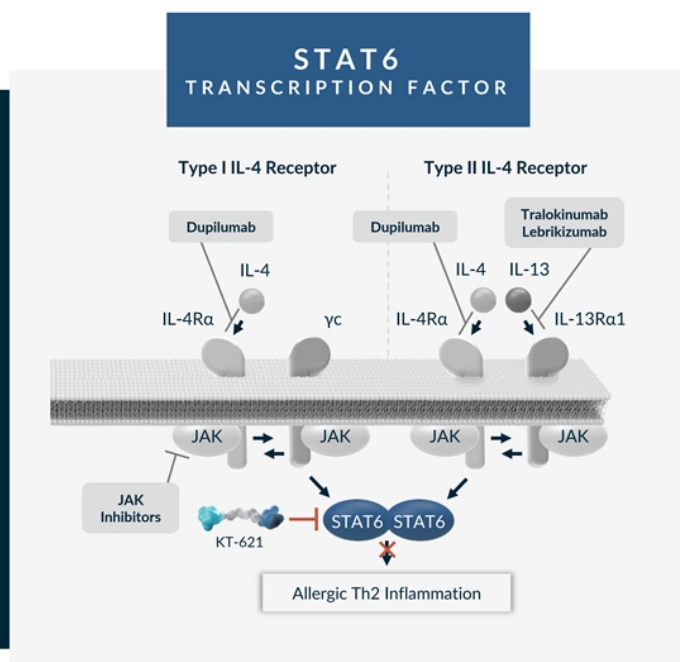 STAT6
TRANSCRIPTION FACTOR
Type I IL-4 Receptor
Type II IL-4 Receptor
Dupilumab
Dupilumab
Tralokinumab
Lebrikizumab
IL-4
IL-4
IL-13
IL-4Rα
γc
IL-4Rα
IL-13Rα1
JAK
JAK
JAK
JAK
JAK
Inhibitors
KT-621
STAT6
STAT6
Allergic Th2 Inflammation